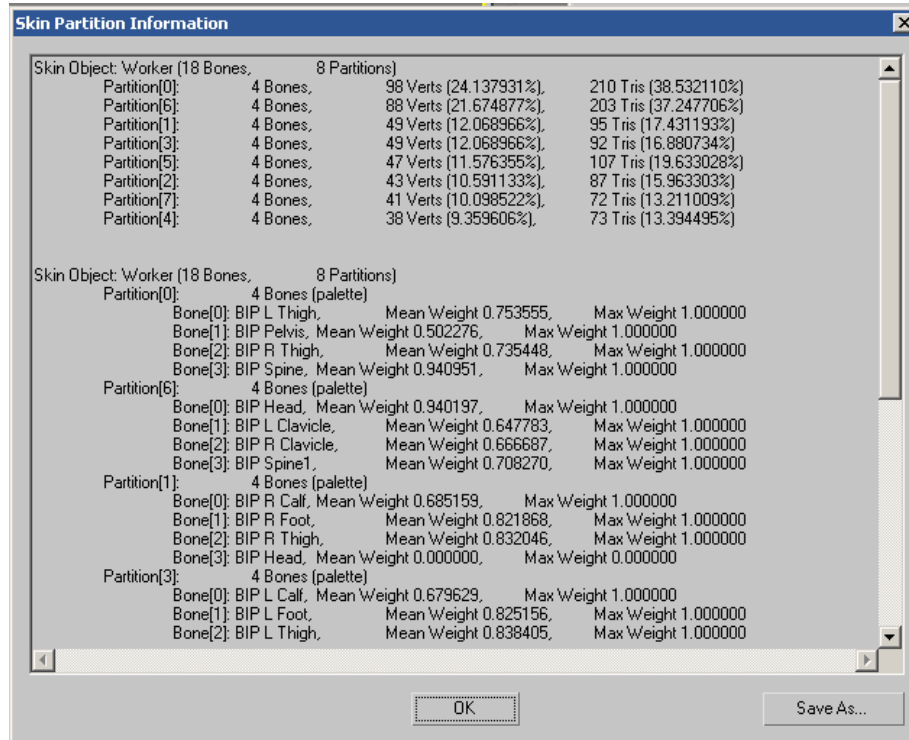 Skin Partition Information
Skin Object: Worker (18 Bones, 8 Partitions)
Partition[0]: 4 Bones, 98 Verts (24.137931%), 210 Tris (38.532110%)
Partition[6]: 4 Bones, 88 Verts (21.674877%), 203 Tris (37.247706%)
Partition[1]: 4 Bones, 49 Verts (12.068966%), 95 Tris (17.431193%)
Partition[3]: 4 Bones, 49 Verts (12.068966%), 92 Tris (16.880734%)
Partition[5]: 4 Bones, 47 Verts (11.576355%), 107 Tris (19.633028%)
Partition[2]: 4 Bones, 43 Verts (10.591133%), 87 Tris (15.963303%)
Partition[7]: 4 Bones, 41 Verts (10.098522%), 72 Tris (13.211009%)
Partition[4]: 4 Bones, 38 Verts (9.359606%), 73 Tris (13.394495%)
Skin Object: Worker (18 Bones, 8 Partitions)
Partition[0]: 4 Bones (palette)
Bone[0]: BIP L Thigh, Mean Weight 0.753555, Max Weight 1.000000
Bone[1]: BIP Pelvis, Mean Weight 0.502276, Max Weight 1.000000
Bone[2]: BIP R Thigh, Mean Weight 0.735448, Max Weight 1.000000
Bone[3]: BIP Spine, Mean Weight 0.940951, Max Weight 1.000000
Partition[6]: 4 Bones (palette)
Bone[0]: BIP Head, Mean Weight 0.940197, Max Weight 1.000000
Bone[1]: BIP L Clavicle, Mean Weight 0.647783, Max Weight 1.000000
Bone[2]: BIP R Clavicle, Mean Weight 0.666687, Max Weight 1.000000
Bone[3]: BIP Spine1, Mean Weight 0.708270, Max Weight 1.000000
Partition[1]: 4 Bones (palette)
Bone[0]: BIP R Calf, Mean Weight 0.685159, Max Weight 1.000000
Bone[1]: BIP R Foot, Mean Weight 0.821868, Max Weight 1.000000
Bone[2]: BIP R Thigh, Mean Weight 0.832046, Max Weight 1.000000
Bone[3]: BIP Head, Mean Weight 0.000000, Max Weight 0.000000
Partition[3]: 4 Bones (palette)
Bone[0]: BIP L Calf, Mean Weight 0.679629, Max Weight 1.000000
Bone[1]: BIP L Foot, Mean Weight 0.825156, Max Weight 1.000000
Bone[2]: BIP L Thigh, Mean Weight 0.838405, Max Weight 1.000000
OK
Save As...